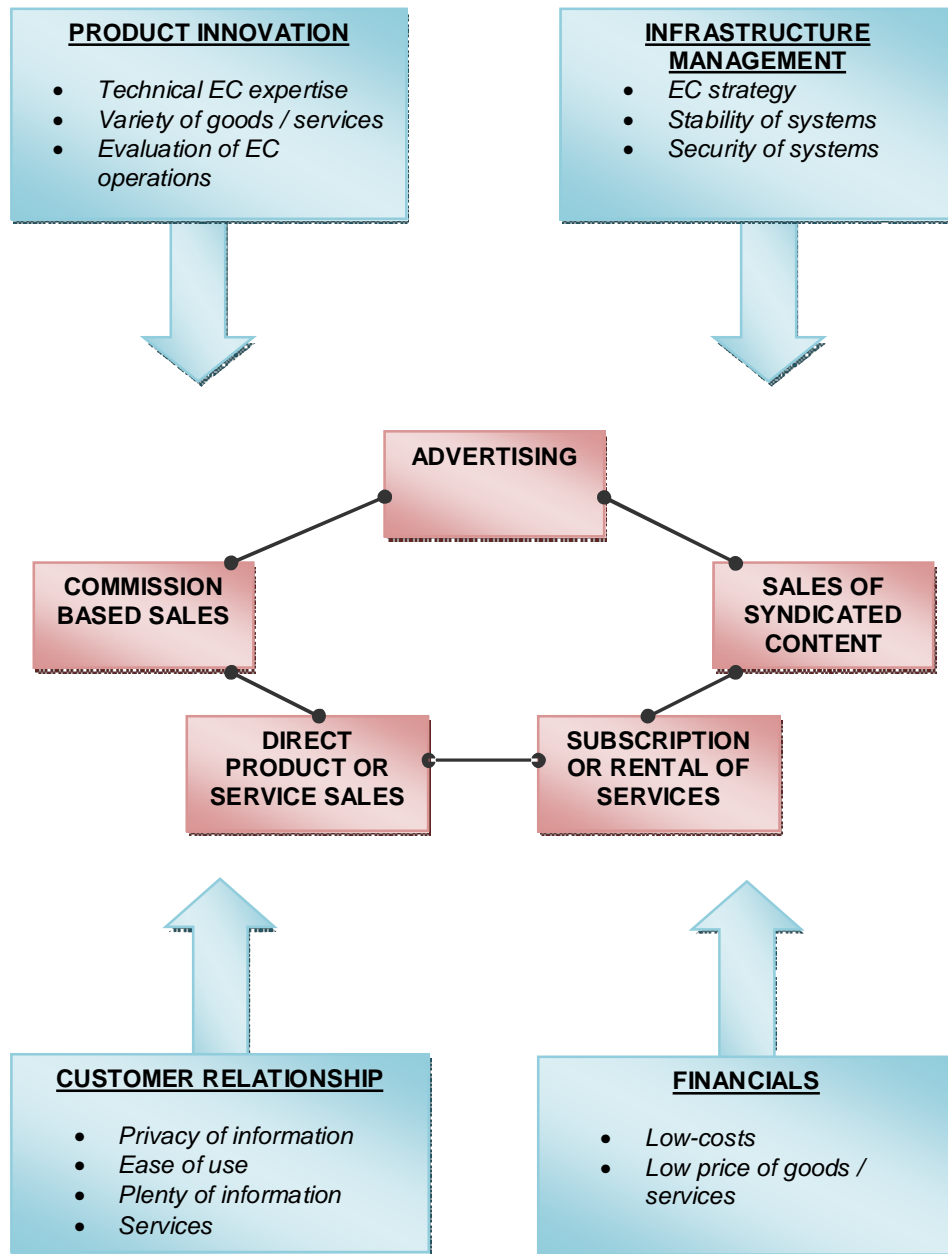 PRODUCT INNOVATION
• Technical EC expertise
• Variety of goods / services
• Evaluation of EC
operations
INFRASTRUCTURE
MANAGEMENT
• EC strategy
• Stability of systems
• Security of systems
ADVERTISING
COMMISSION
BASED SALES
SALES OF
SYNDICATED
CONTENT
DIRECT
PRODUCT OR
SERVICE SALES
SUBSCRIPTION
OR RENTAL OF
SERVICES
CUSTOMER RELATIONSHIP
• Privacy of information
• Ease of use
• Plenty of information
• Services
FINANCIALS
• Low-costs
• Low price of goods /
services